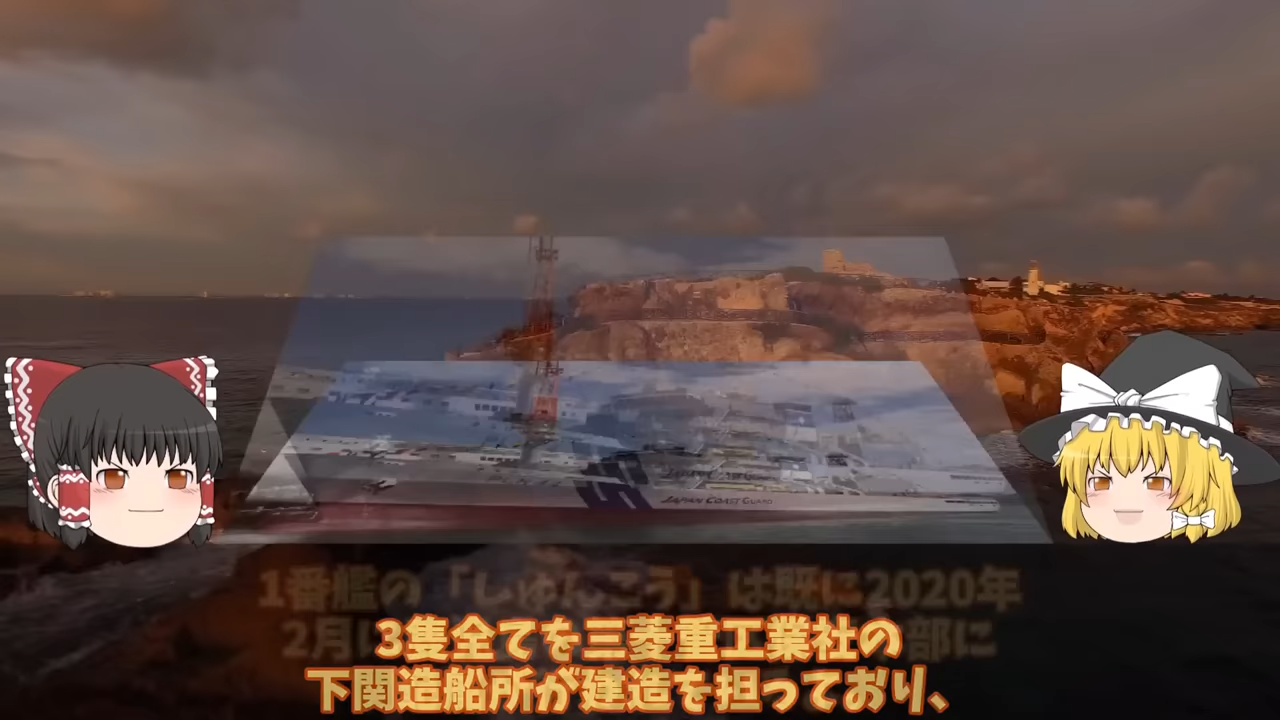 JAPAN COAST GUARD
1番艦の「しゅんこう」は既に2020年
2月に
部に
3隻全てを三菱重工業社の
下関造船所が建造を担っており、